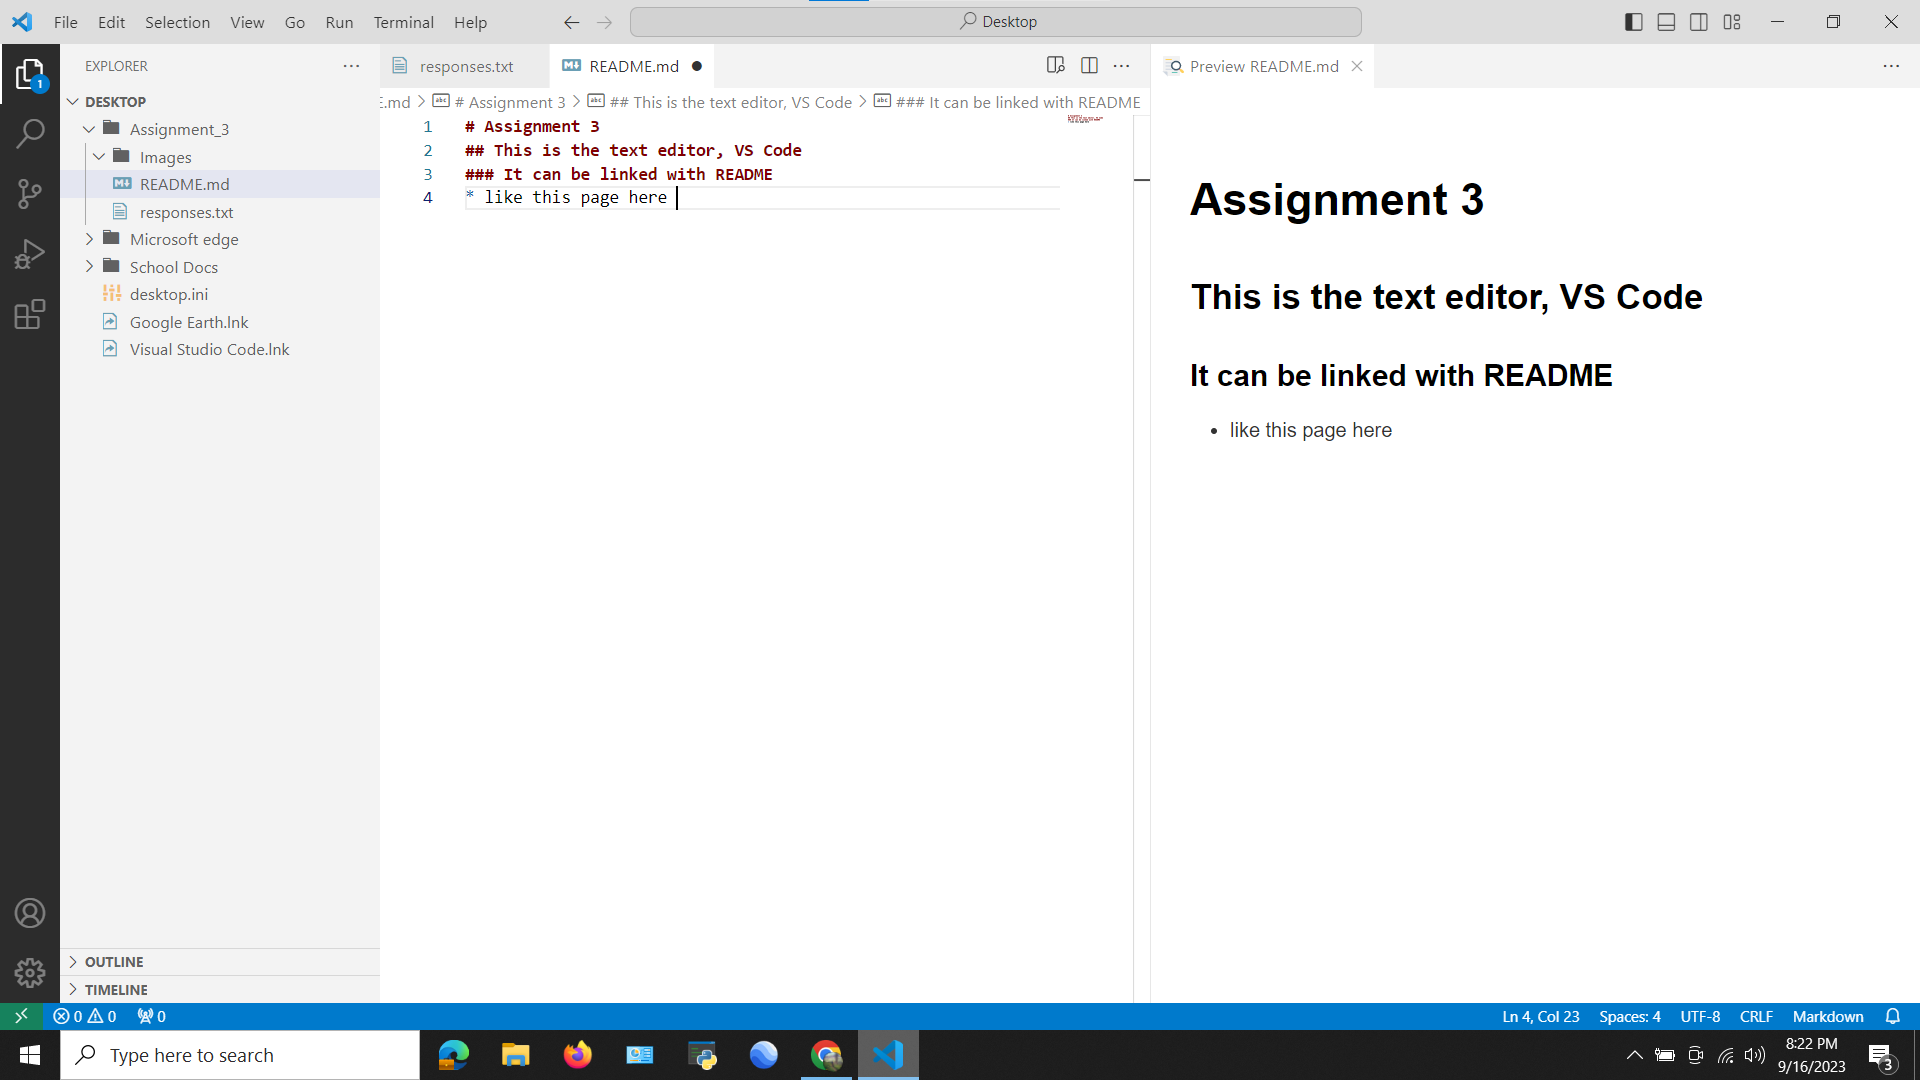 File Edit Selection View Go Run Terminal Help
Desktop
EXPLORER
DESKTOP
Assignment_3
Images
README.md
responses.txt
Microsoft edge
School Docs
desktop.ini
Google Earth.lnk
Visual Studio Code.lnk
OUTLINE
TIMELINE
responses.txt README.md
E.md > # Assignment 3 > ## This is the text editor, VS Code > ### It can be linked with README
1 # Assignment 3
2 ## This is the text editor, VS Code
3 ### It can be linked with README
4 * like this page here
Preview README.md
Assignment 3
This is the text editor, VS Code
It can be linked with README
• like this page here
1
0 0 0
Ln 4, Col 23 Spaces: 4 UTF-8 CRLF Markdown
Type here to search
8:22 PM
9/16/2023
3